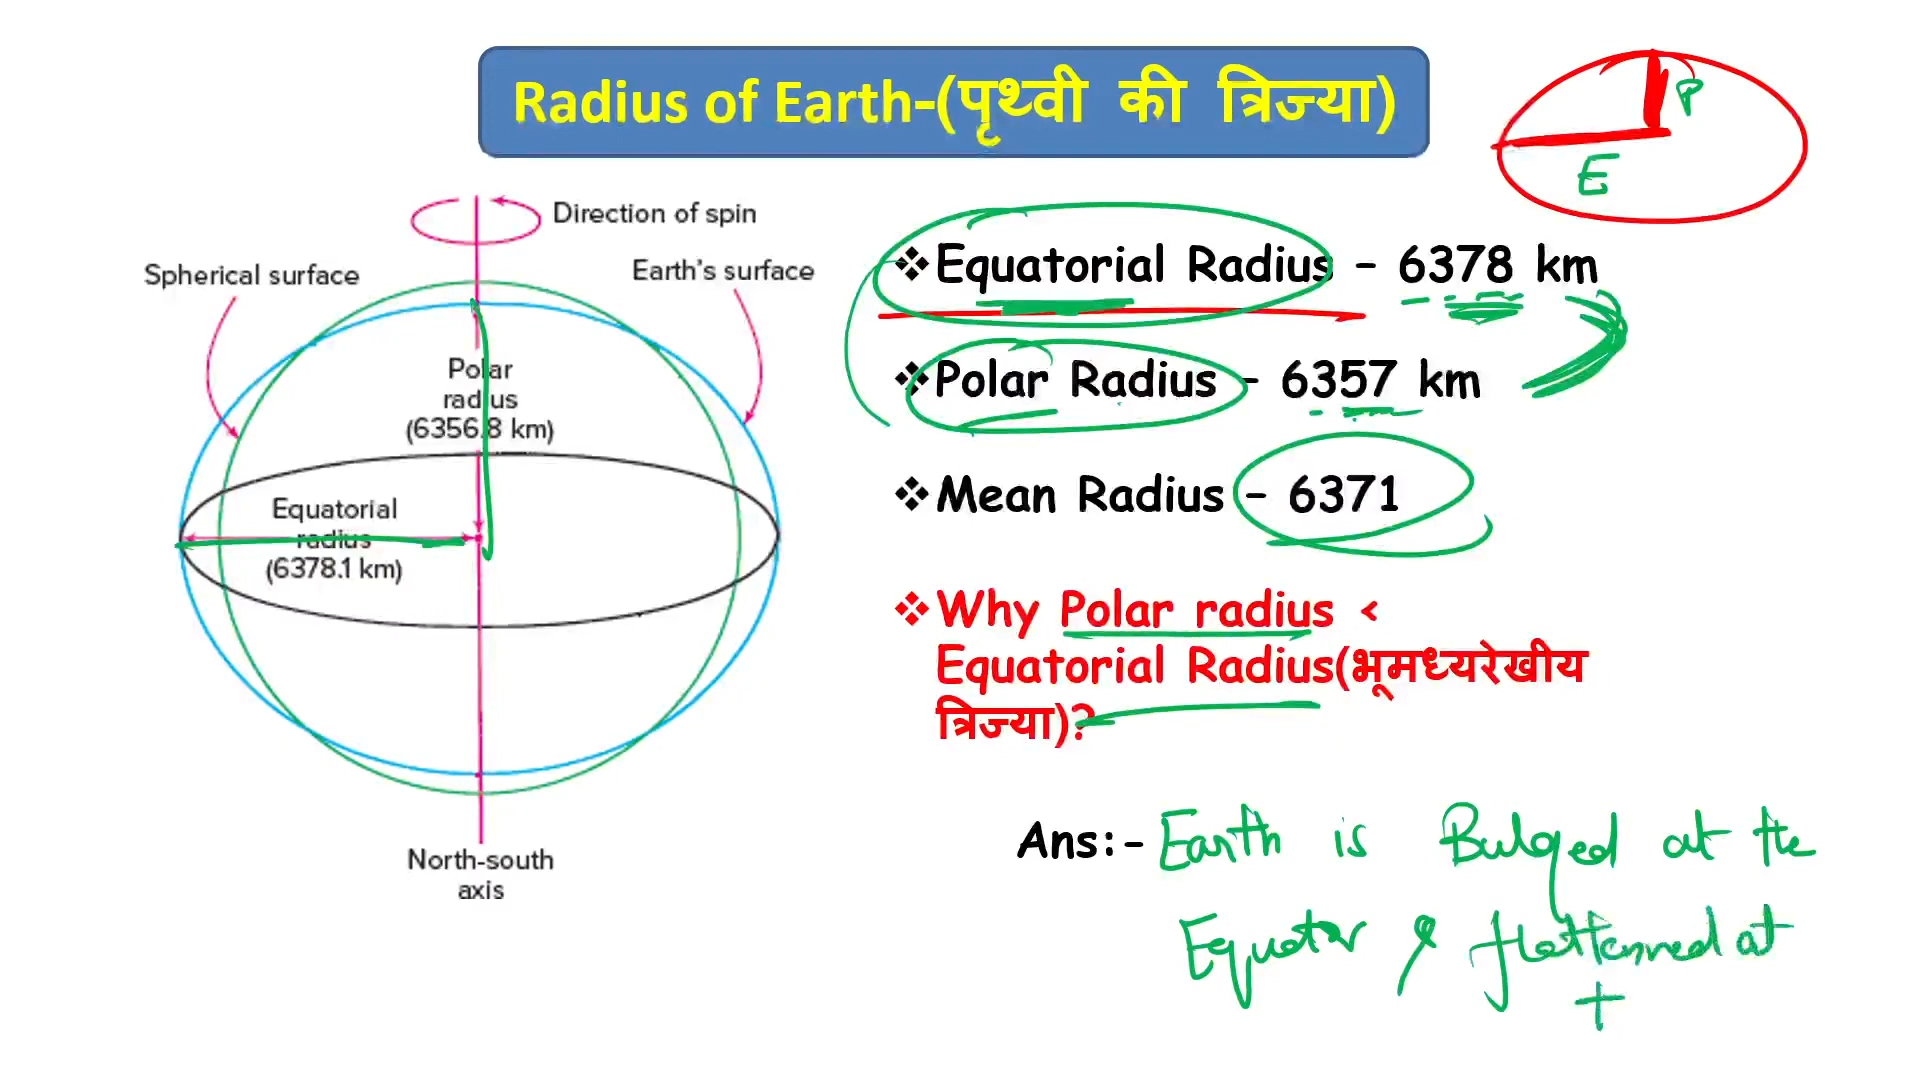 Radius of Earth-(पृथ्वी की त्रिज्या)
P
E
Direction of spin
Spherical surface
Earth's surface
Polar
radius
(6356.8 km)
Equatorial
radius
(6378.1 km)
North-south
axis
❖Equatorial Radius - 6378 km
❖Polar Radius - 6357 km
❖Mean Radius - 6371
❖Why Polar radius <
Equatorial Radius(भूमध्यरेखीय
त्रिज्या)?
Ans:- Earth is Bulged at the
Equator & flattenned at
t